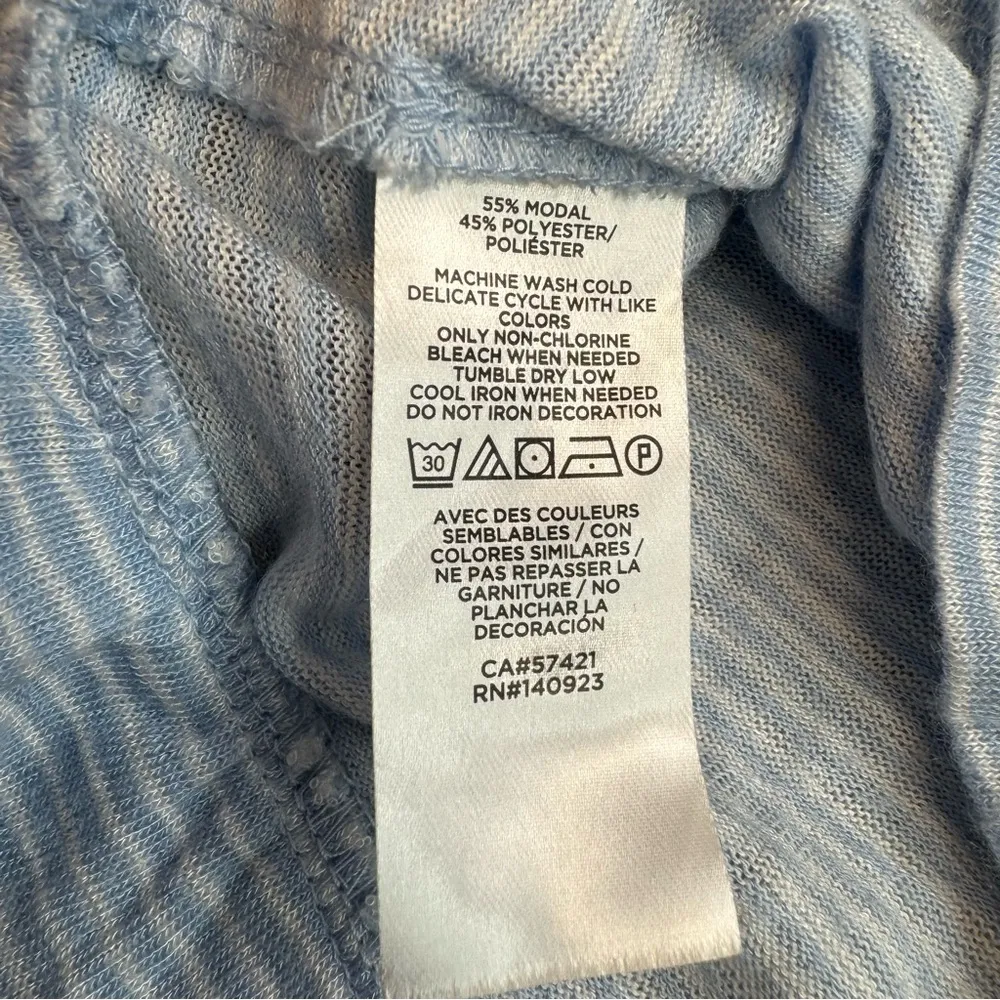 55% MODAL
45% POLYESTER/
POLIÉSTER
MACHINE WASH COLD
DELICATE CYCLE WITH LIKE
COLORS
ONLY NON-CHLORINE
BLEACH WHEN NEEDED
TUMBLE DRY LOW
COOL IRON WHEN NEEDED
DO NOT IRON DECORATION
30 P
AVEC DES COULEURS
SEMBLABLES / CON
COLORES SIMILARES /
NE PAS REPASSER LA
GARNITURE / NO
PLANCHAR LA
DECORACIÓN
CA#57421
RN#140923